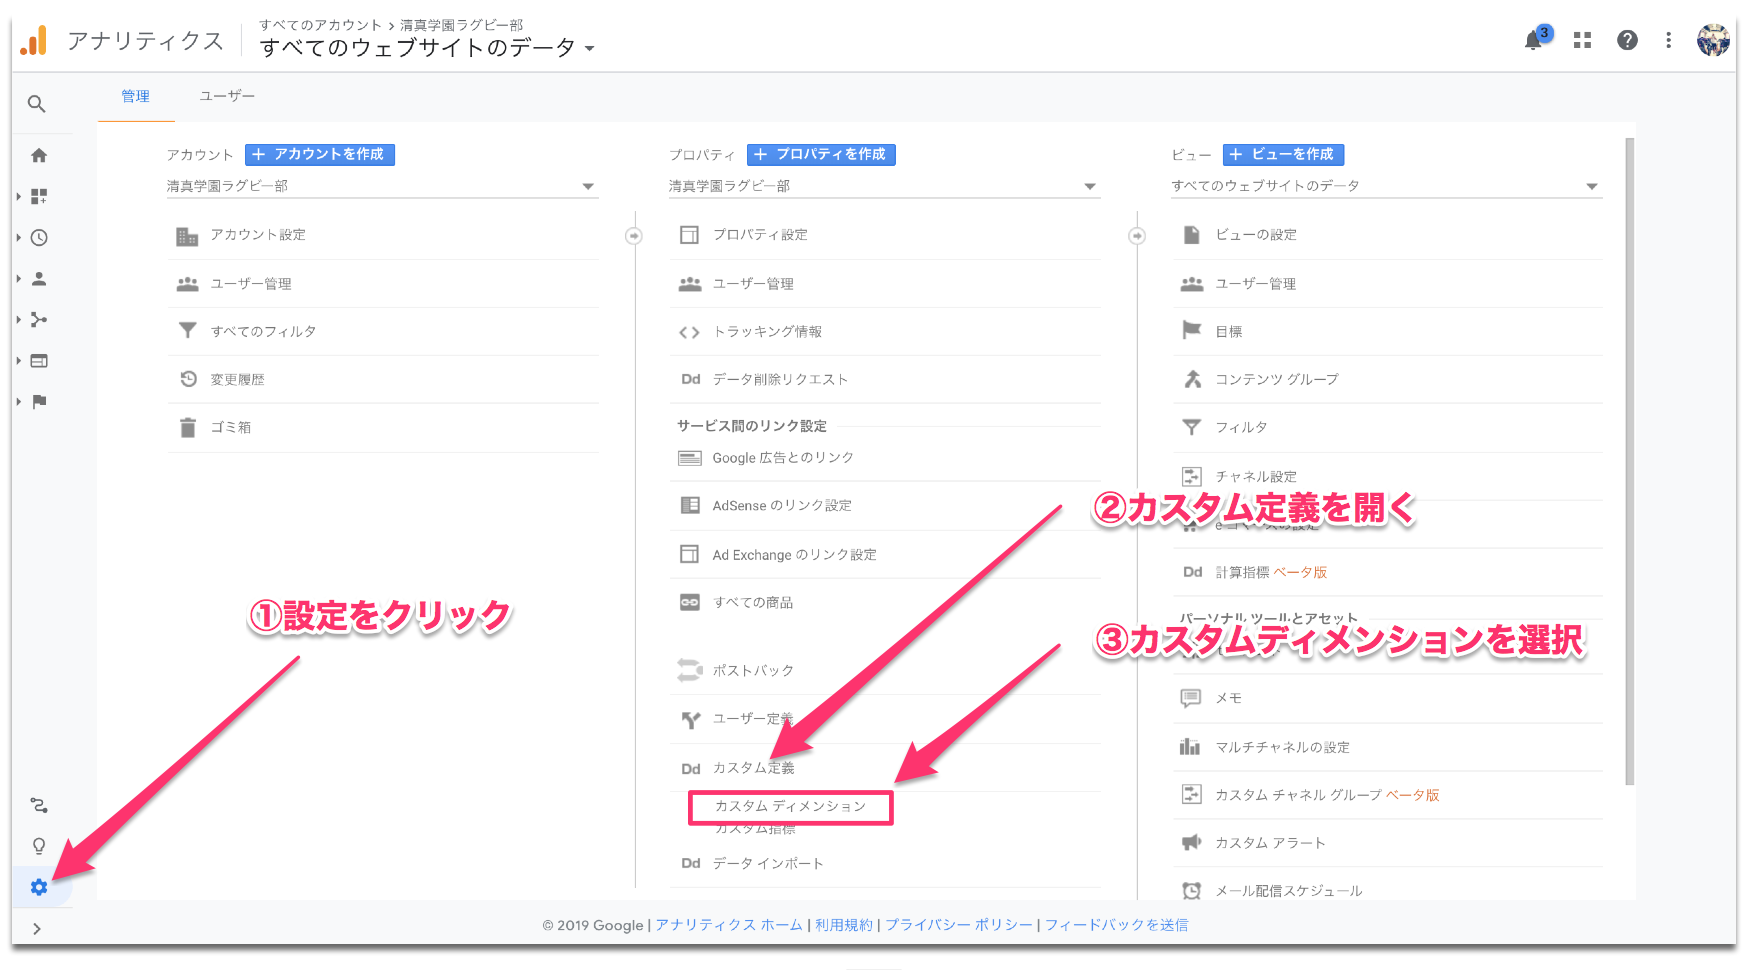 アナリティクス
すべてのアカウント > 清真学園ラグビー部
すべてのウェブサイトのデータ
3
管理
ユーザー
アカウント
+ アカウントを作成
清真学園ラグビー部
アカウント設定
ユーザー管理
すべてのフィルタ
変更履歴
ゴミ箱
プロパティ
+ プロパティを作成
清真学園ラグビー部
プロパティ設定
ユーザー管理
<> トラッキング情報
Dd データ削除リクエスト
サービス間のリンク設定
Google 広告とのリンク
AdSense のリンク設定
Ad Exchange のリンク設定
すべての商品
ポストバック
ユーザー定義
Dd カスタム定義
カスタム ディメンション
カスタム指標
Dd データ インポート
ビュー
+ ビューを作成
すべてのウェブサイトのデータ
ビューの設定
ユーザー管理
目標
コンテンツ グループ
フィルタ
チャネル設定
e コマースの設定
Dd 計算指標 ベータ版
パーソナル ツールとアセット
メモ
マルチチャネルの設定
カスタム チャネル グループ ベータ版
カスタム アラート
メール配信スケジュール
①設定をクリック
②カスタム定義を開く
③カスタムディメンションを選択
© 2019 Google | アナリティクス ホーム | 利用規約 | プライバシー ポリシー | フィードバックを送信